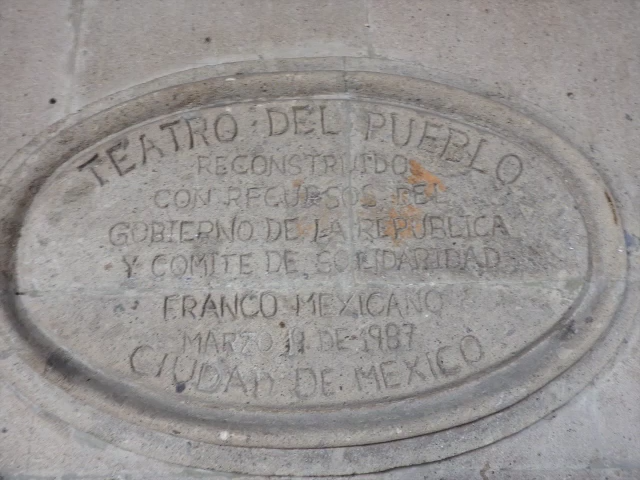 TEATRO DEL PUEBLO
RECONSTRUIDO
CON RECURSOS DEL
GOBIERNO DE LA REPUBLICA
Y COMITE DE SOLIDARIDAD
FRANCO MEXICANO
MARZO 11 DE 1987
CIUDAD DE MEXICO